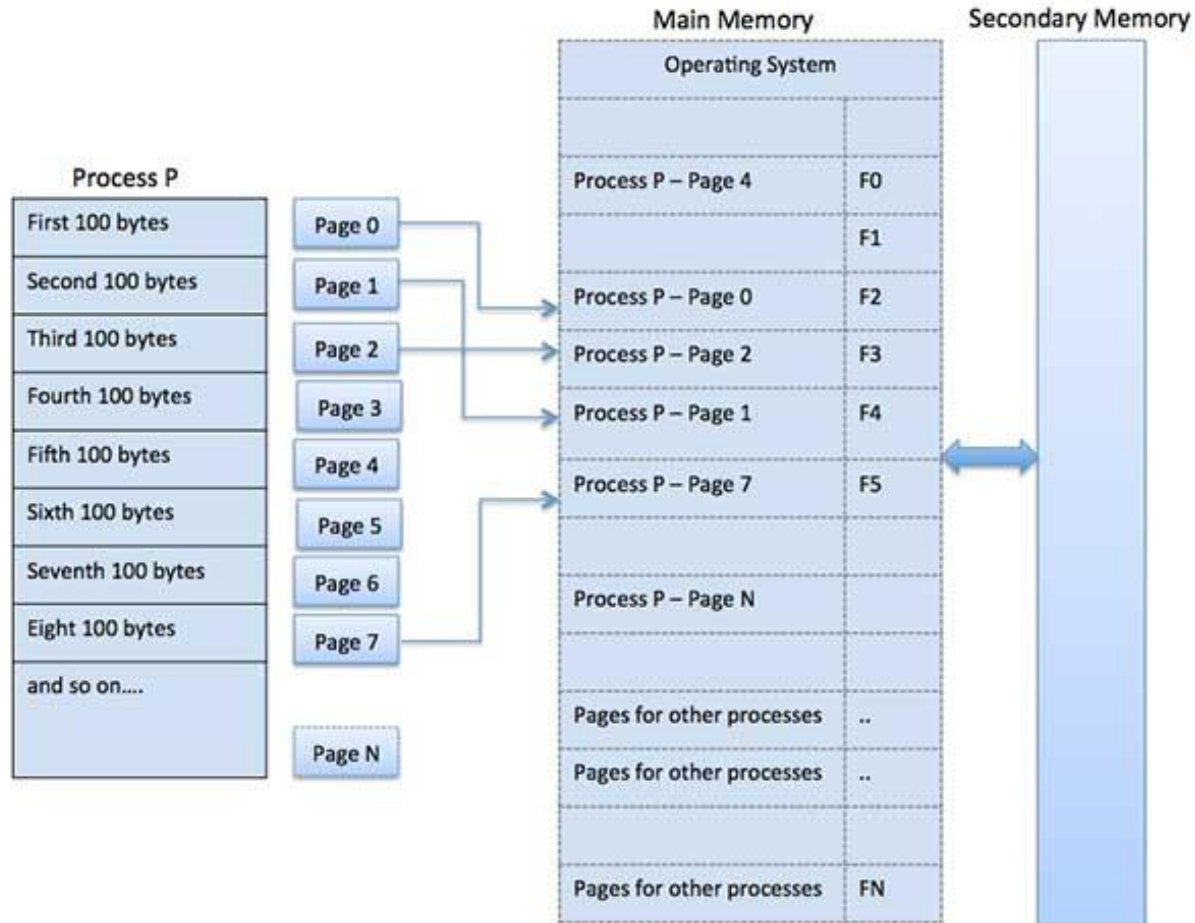 Main Memory
Secondary Memory
Operating System
Process P
First 100 bytes
Second 100 bytes
Third 100 bytes
Fourth 100 bytes
Fifth 100 bytes
Sixth 100 bytes
Seventh 100 bytes
Eight 100 bytes
and so on....
Page 0
Page 1
Page 2
Page 3
Page 4
Page 5
Page 6
Page 7
Page N
Process P – Page 4 F0
F1
Process P – Page 0 F2
Process P – Page 2 F3
Process P – Page 1 F4
Process P – Page 7 F5
Process P – Page N
Pages for other processes ..
Pages for other processes ..
Pages for other processes FN